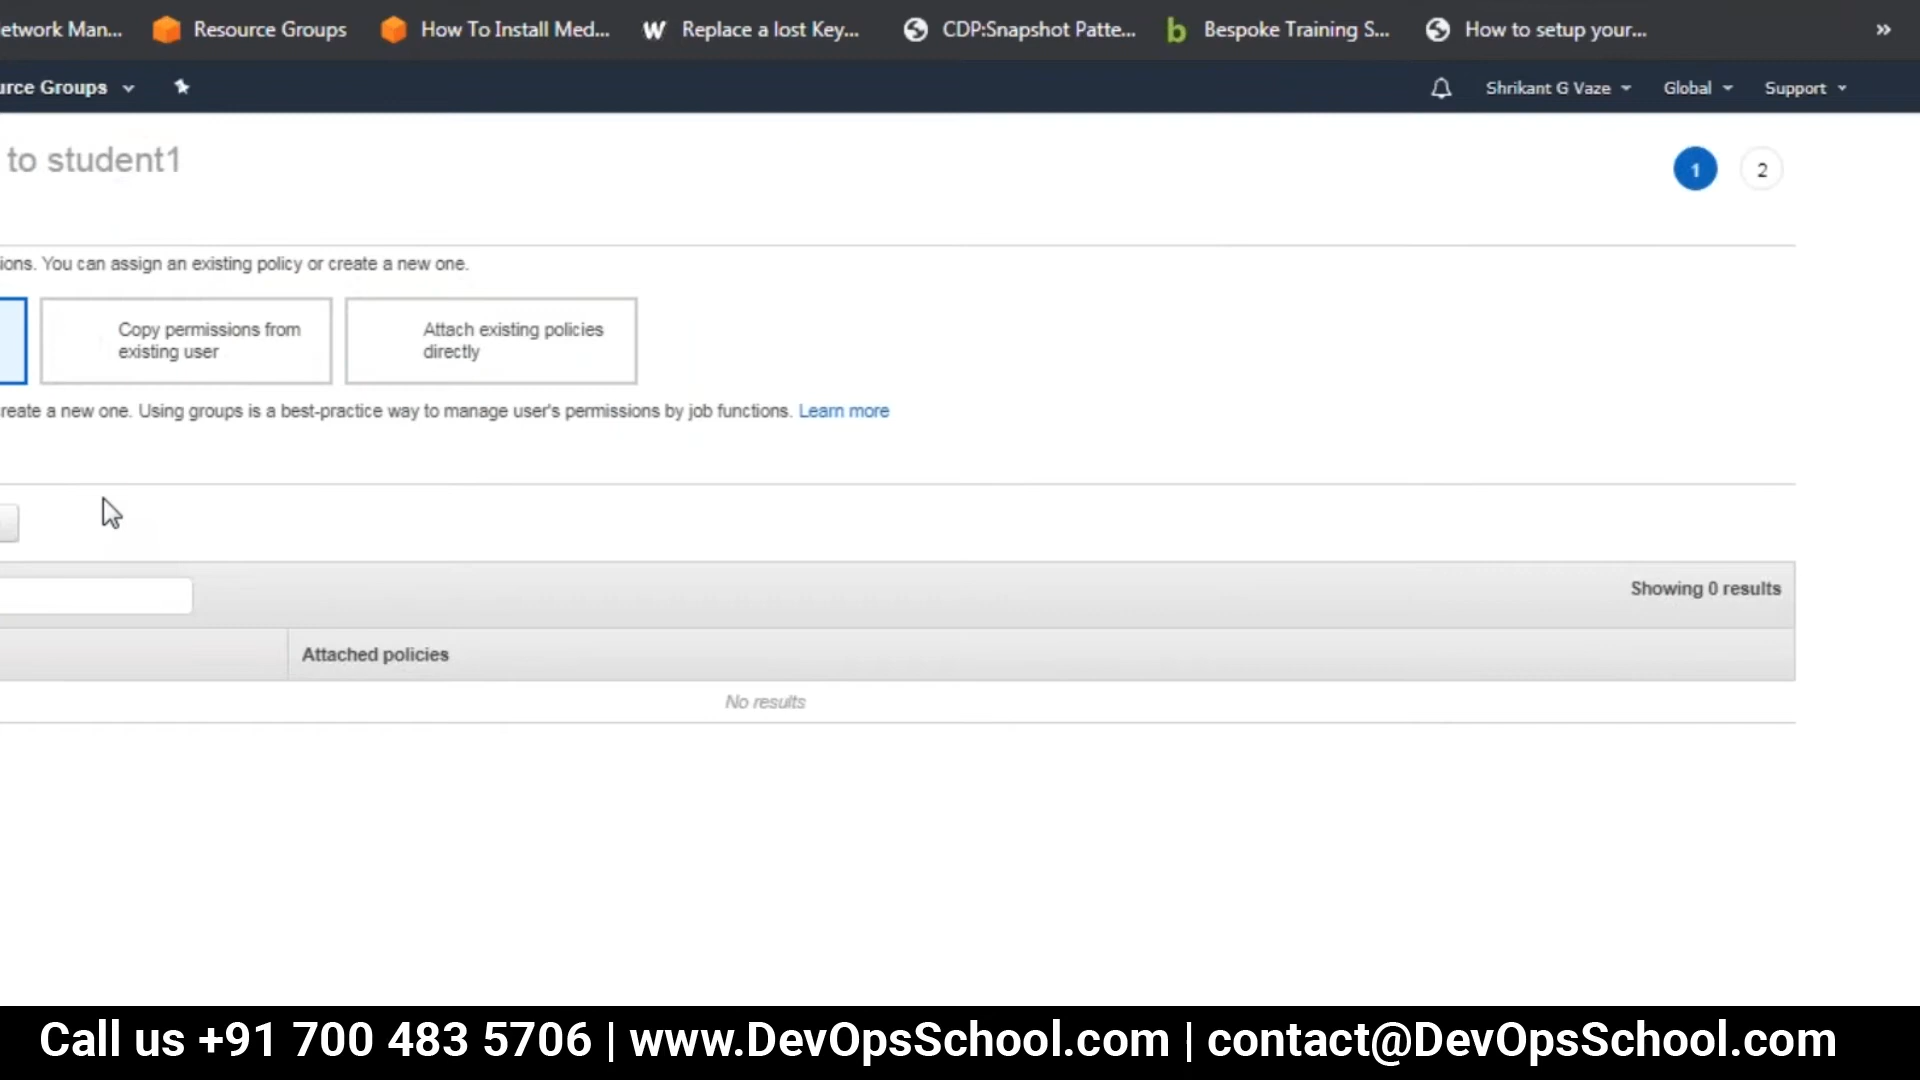 etwork Man... Resource Groups How To Install Med... Replace a lost Key... CDP:Snapshot Patte... Bespoke Training S... How to setup your... »
urce Groups Shrikant G Vaze Global Support
to student1
1 2
ions. You can assign an existing policy or create a new one.
Copy permissions from
existing user
Attach existing policies
directly
reate a new one. Using groups is a best-practice way to manage user's permissions by job functions. Learn more
Showing 0 results
Attached policies
No results
Call us +91 700 483 5706 | www.DevOpsSchool.com | contact@DevOpsSchool.com